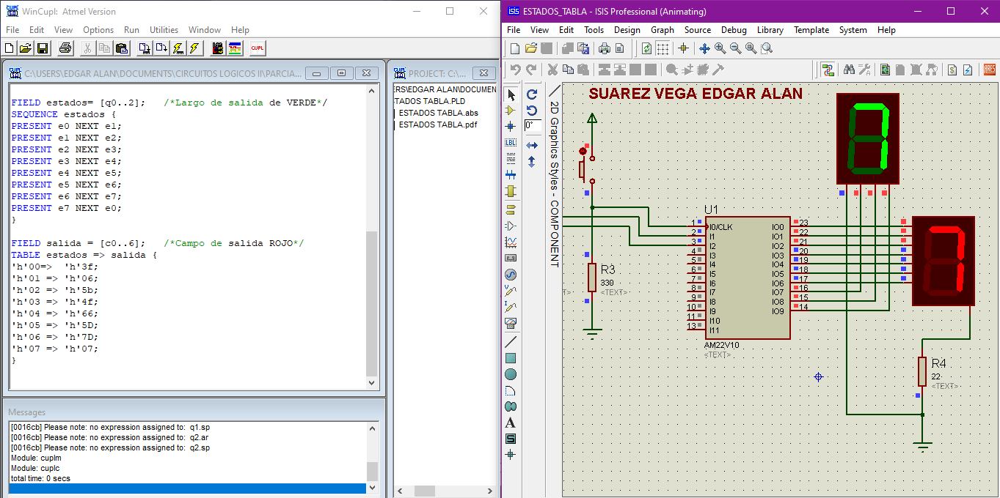 WinCupl: Atmel Version
File Edit View Options Run Utilities Window Help
CUPL
C:\USERS\EDGAR ALAN\DOCUMENTS\CIRCUITOS LOGICOS II\PARCIA...
FIELD estados= [q0..2]; /*Largo de salida de VERDE*/
SEQUENCE estados {
PRESENT e0 NEXT e1;
PRESENT e1 NEXT e2;
PRESENT e2 NEXT e3;
PRESENT e3 NEXT e4;
PRESENT e4 NEXT e5;
PRESENT e5 NEXT e6;
PRESENT e6 NEXT e7;
PRESENT e7 NEXT e0;
}
FIELD salida = [c0..6]; /*Campo de salida ROJO*/
TABLE estados => salida {
'h'00=> 'h'3f;
'h'01 => 'h'06;
'h'02 => 'h'5b;
'h'03 => 'h'4f;
'h'04 => 'h'66;
'h'05 => 'h'5D;
'h'06 => 'h'7D;
'h'07 => 'h'07;
}
PROJECT: C:\...
ERS\EDGAR ALAN\DOCUMEN
STADOS TABLA.PLD
ESTADOS TABLA.abs
ESTADOS TABLA.pdf
Messages
[0016cb] Please note: no expression assigned to: q1.sp
[0016cb] Please note: no expression assigned to: q2.ar
[0016cb] Please note: no expression assigned to: q2.sp
Module: cuplm
Module: cuplc
total time: 0 secs
ISIS
ESTADOS_TABLA - ISIS Professional (Animating)
File View Edit Tools Design Graph Source Debug Library Template System Help
ARES
LBL
0°
A
S
2D Graphics Styles - COMPONENT
SUAREZ VEGA EDGAR ALAN
7
7
U1
1 I0/CLK IO0 23
2 I1 IO1 22
3 I2 IO2 21
4 I3 IO3 20
5 I4 IO4 19
6 I5 IO5 18
7 I6 IO6 17
8 I7 IO7 16
9 I8 IO8 15
10 I9 IO9 14
11 I10
13 I11
AM22V10
<TEXT>
R3
330
<TEXT>
R4
22
<TEXT>